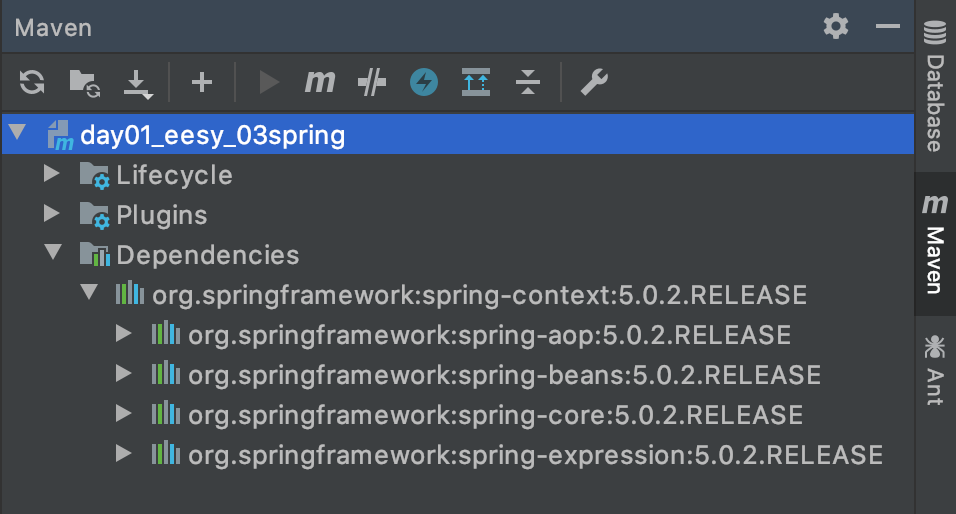 Maven
day01_eesy_03spring
Lifecycle
Plugins
Dependencies
org.springframework:spring-context:5.0.2.RELEASE
org.springframework:spring-aop:5.0.2.RELEASE
org.springframework:spring-beans:5.0.2.RELEASE
org.springframework:spring-core:5.0.2.RELEASE
org.springframework:spring-expression:5.0.2.RELEASE
Database
m Maven
Ant